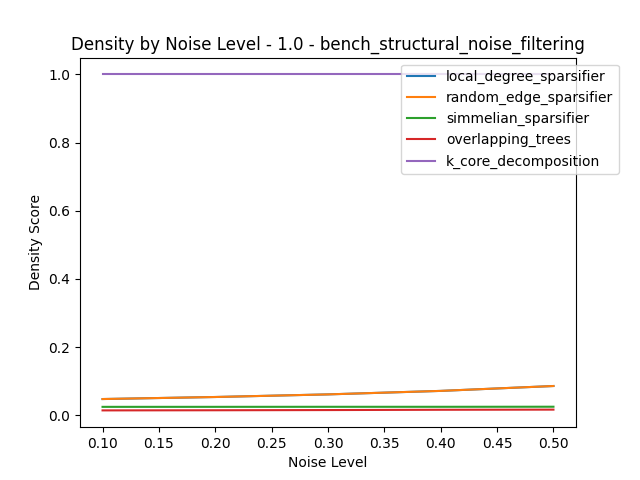 Density by Noise Level - 1.0 - bench_structural_noise_filtering
local_degree_sparsifier
random_edge_sparsifier
simmelian_sparsifier
overlapping_trees
k_core_decomposition
Density Score
1.0
0.8
0.6
0.4
0.2
0.0
0.10 0.15 0.20 0.25 0.30 0.35 0.40 0.45 0.50
Noise Level